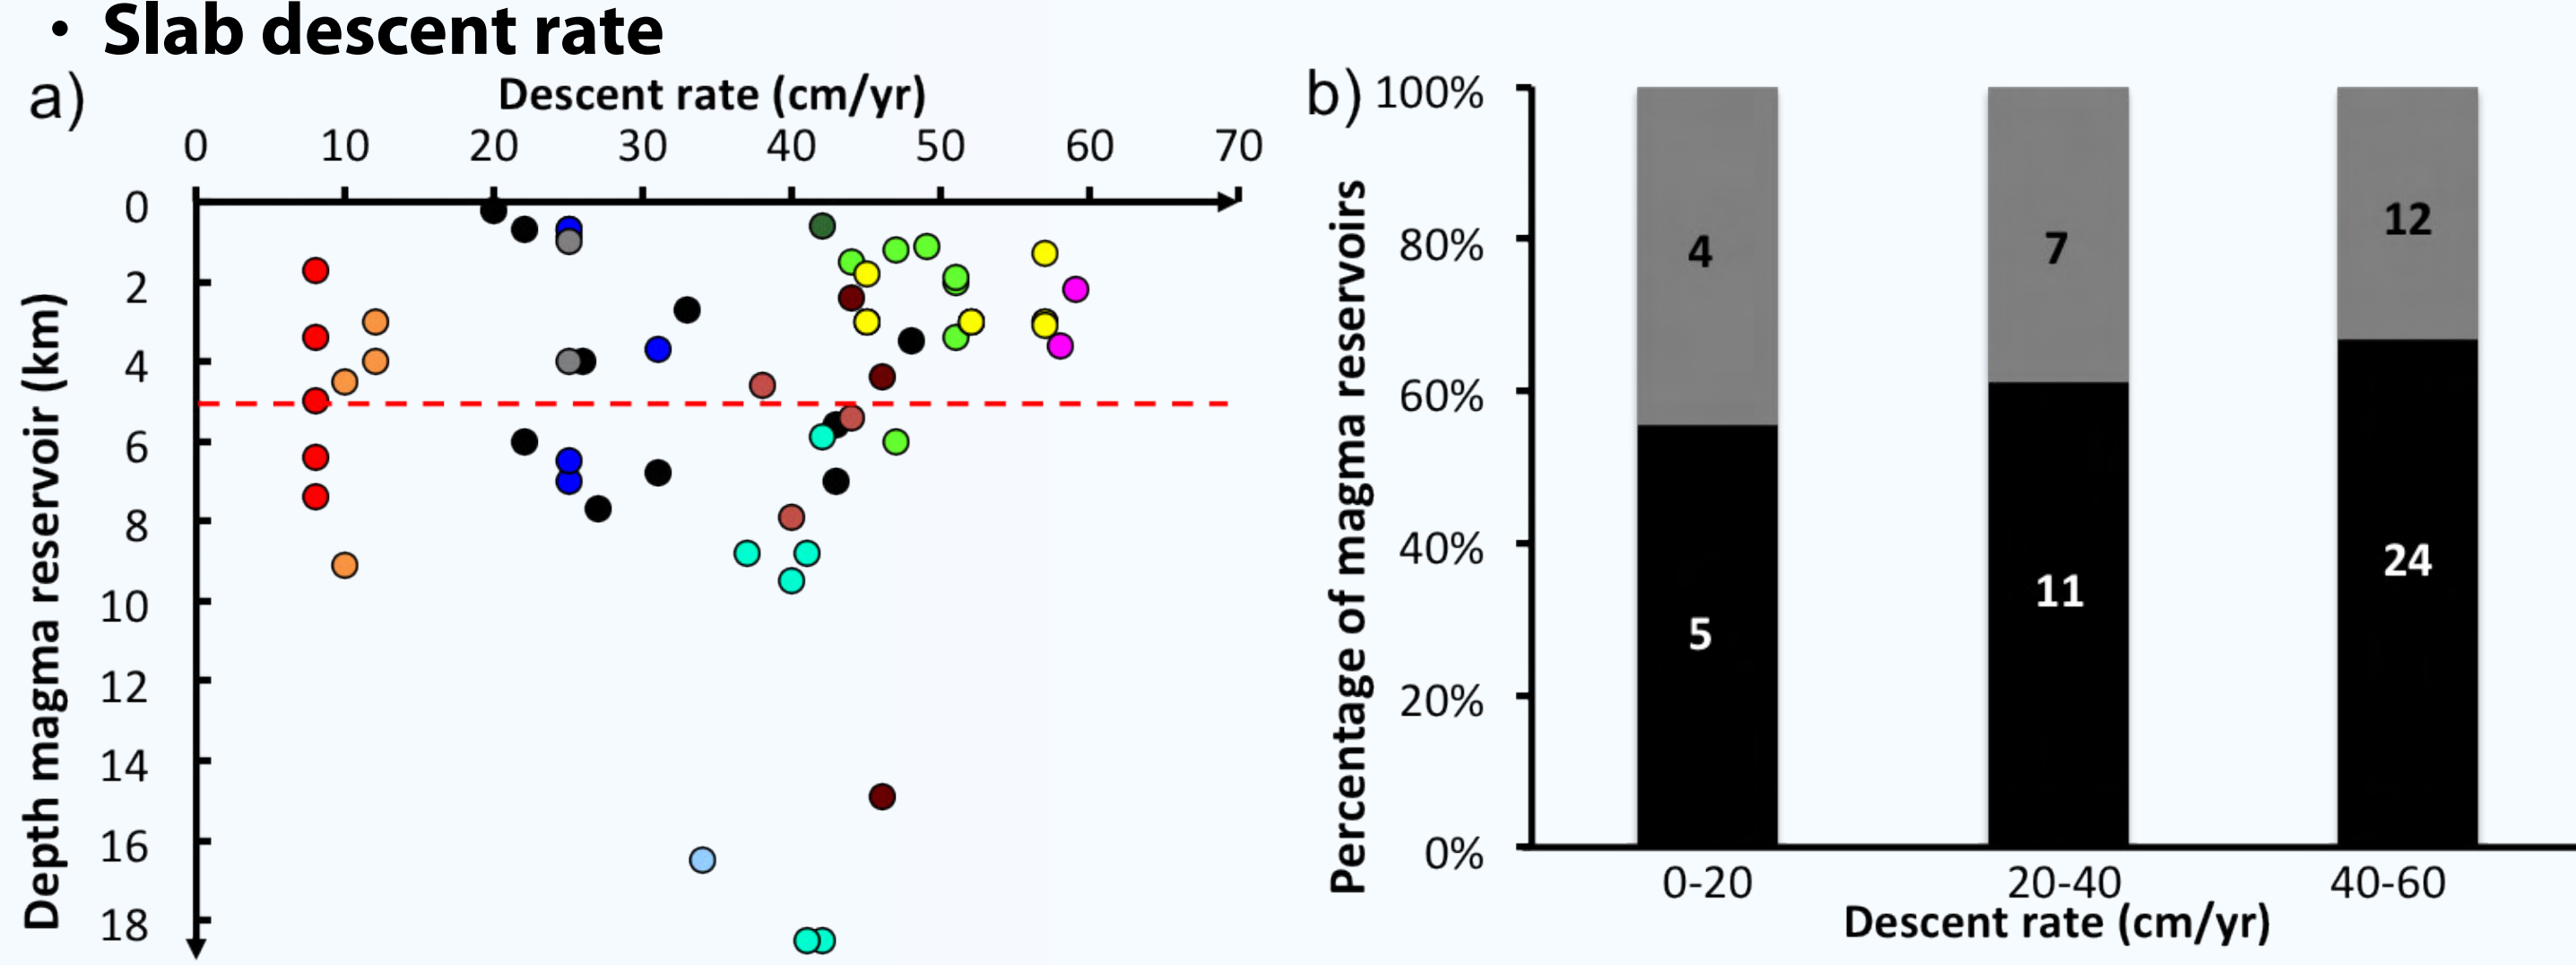 • Slab descent rate
a)
Descent rate (cm/yr)
0 10 20 30 40 50 60 70
Depth magma reservoir (km)
0
2
4
6
8
10
12
14
16
18
b)
Percentage of magma reservoirs
100%
80%
60%
40%
20%
0%
4 7 12
5 11 24
0-20 20-40 40-60
Descent rate (cm/yr)